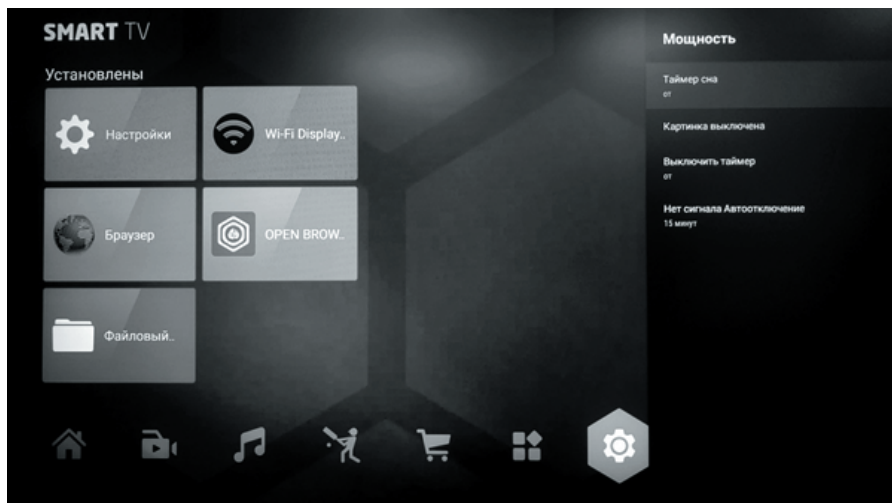 SMART TV
Установлены
Настройки
Wi-Fi Display..
Браузер
OPEN BROW..
Файловый..
Мощность
Таймер сна
от
Картинка выключена
Выключить таймер
от
Нет сигнала Автоотключение
15 минут